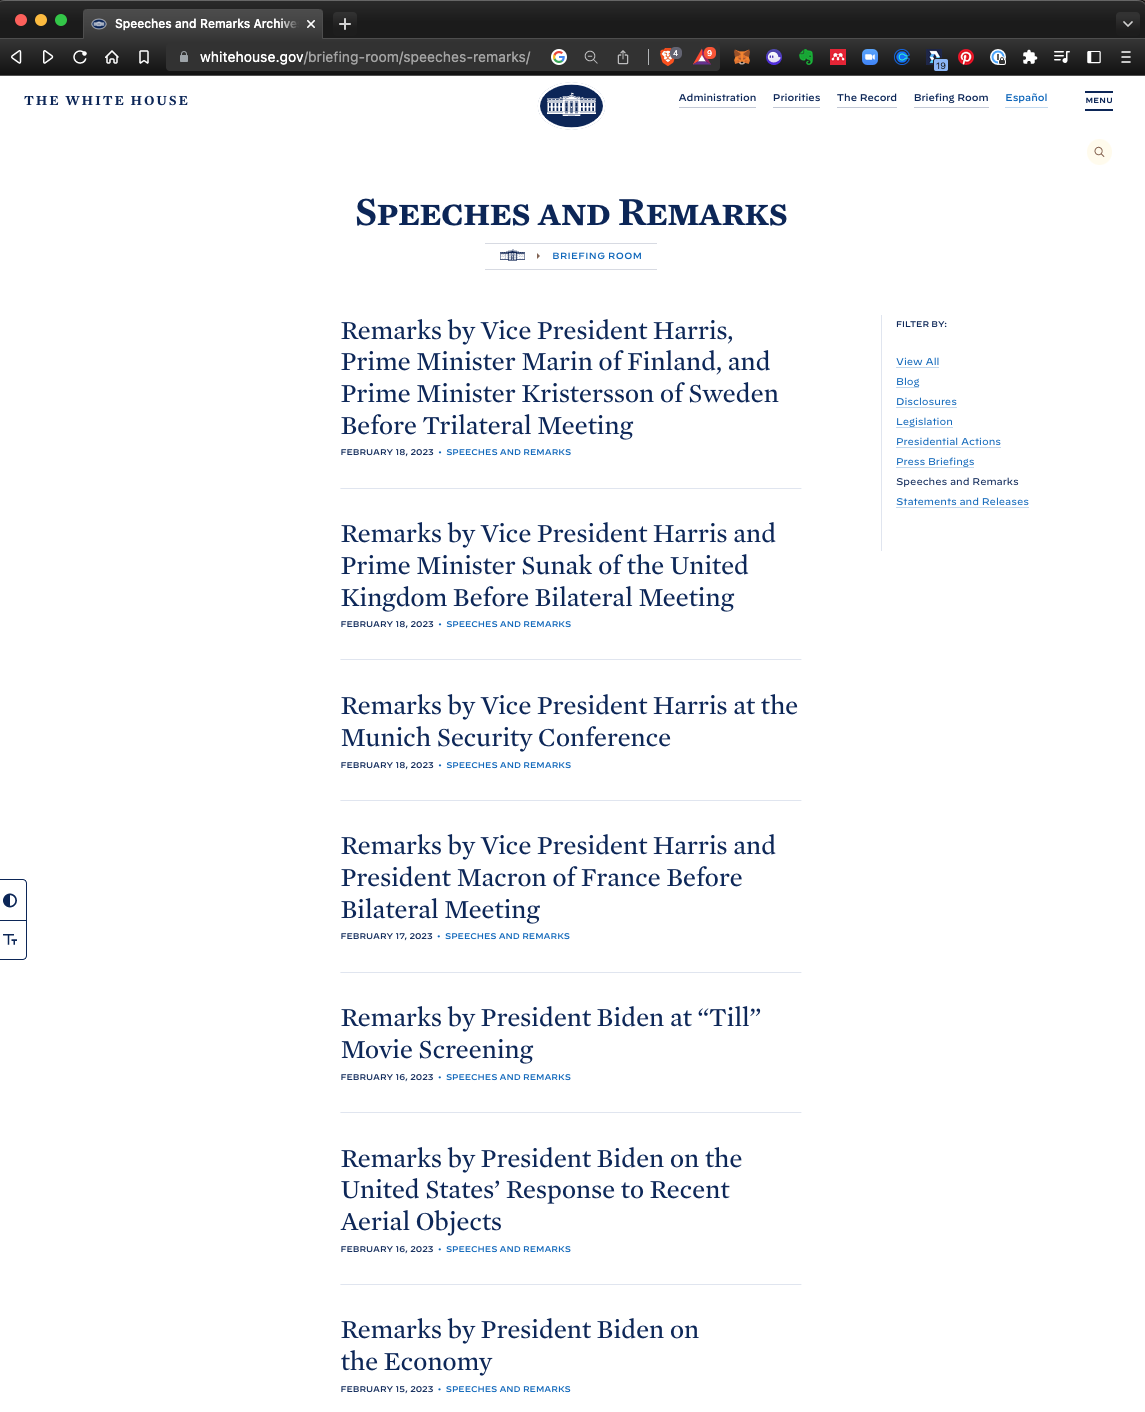 Speeches and Remarks Archive
whitehouse.gov/briefing-room/speeches-remarks/
4
9
19
THE WHITE HOUSE
Administration
Priorities
The Record
Briefing Room
Español
MENU
SPEECHES AND REMARKS
BRIEFING ROOM
Remarks by Vice President Harris,
Prime Minister Marin of Finland, and
Prime Minister Kristersson of Sweden
Before Trilateral Meeting
FEBRUARY 18, 2023 • SPEECHES AND REMARKS
Remarks by Vice President Harris and
Prime Minister Sunak of the United
Kingdom Before Bilateral Meeting
FEBRUARY 18, 2023 • SPEECHES AND REMARKS
Remarks by Vice President Harris at the
Munich Security Conference
FEBRUARY 18, 2023 • SPEECHES AND REMARKS
Remarks by Vice President Harris and
President Macron of France Before
Bilateral Meeting
FEBRUARY 17, 2023 • SPEECHES AND REMARKS
Remarks by President Biden at “Till”
Movie Screening
FEBRUARY 16, 2023 • SPEECHES AND REMARKS
Remarks by President Biden on the
United States’ Response to Recent
Aerial Objects
FEBRUARY 16, 2023 • SPEECHES AND REMARKS
Remarks by President Biden on
the Economy
FEBRUARY 15, 2023 • SPEECHES AND REMARKS
FILTER BY:
View All
Blog
Disclosures
Legislation
Presidential Actions
Press Briefings
Speeches and Remarks
Statements and Releases
Tт